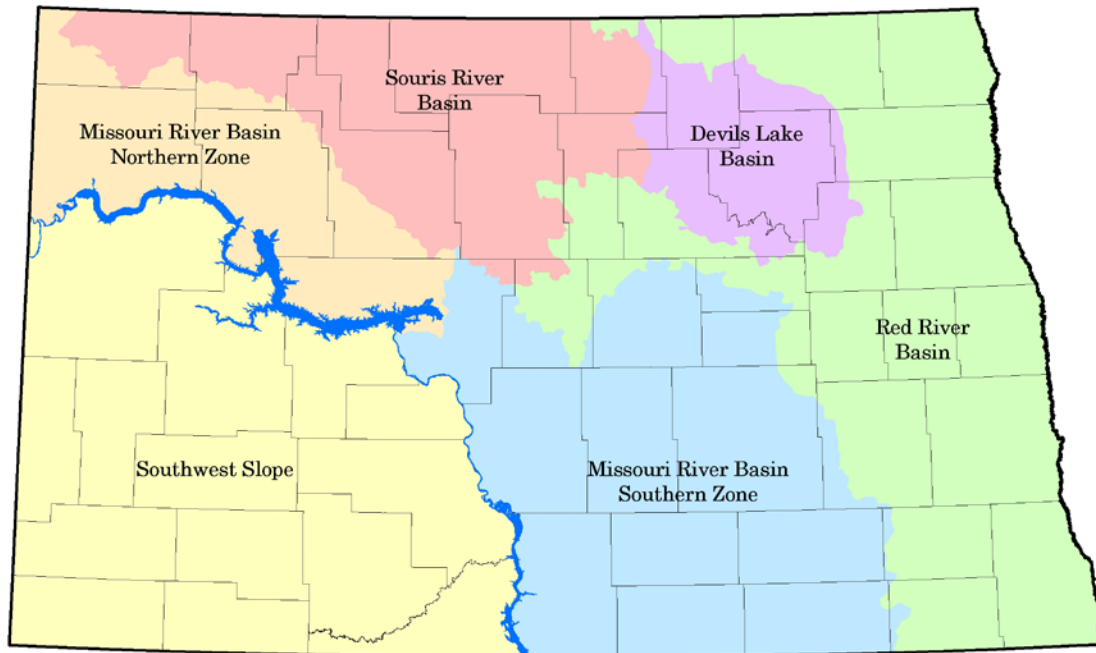 Souris River
Basin
Missouri River Basin
Northern Zone
Devils Lake
Basin
Red River
Basin
Southwest Slope
Missouri River Basin
Southern Zone